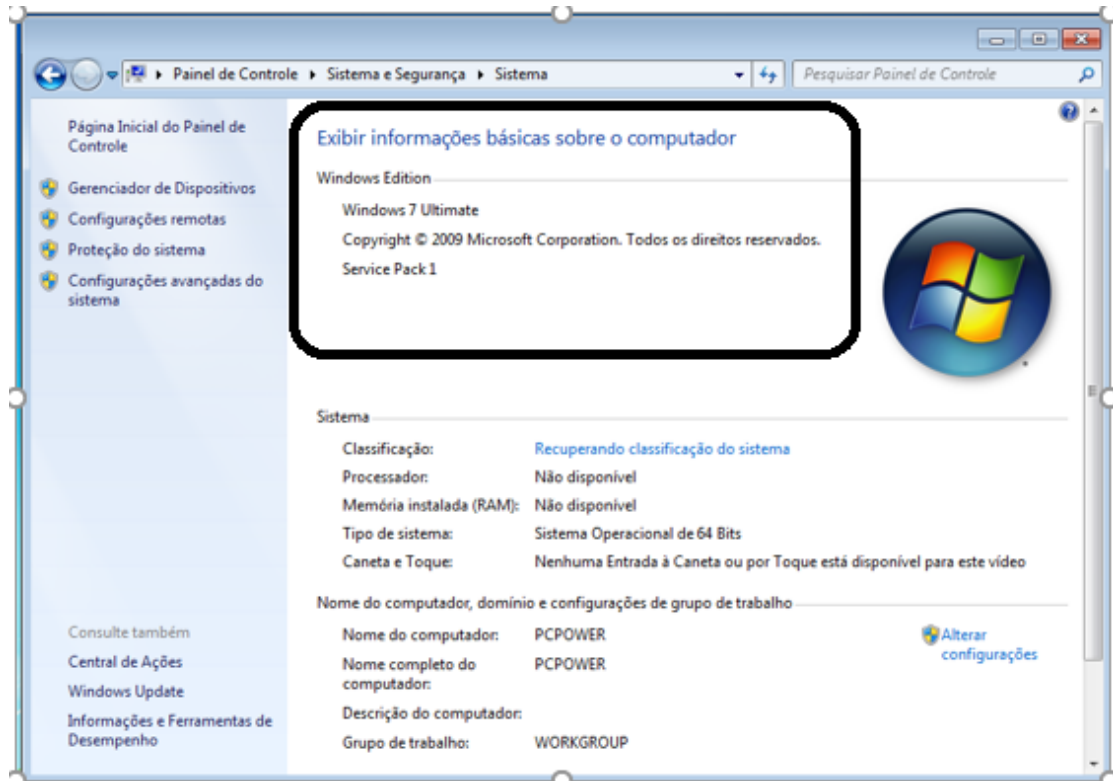 Painel de Controle ▸ Sistema e Segurança ▸ Sistema
Pesquisar Painel de Controle
Página Inicial do Painel de
Controle
Gerenciador de Dispositivos
Configurações remotas
Proteção do sistema
Configurações avançadas do
sistema
Consulte também
Central de Ações
Windows Update
Informações e Ferramentas de
Desempenho
Exibir informações básicas sobre o computador
Windows Edition
Windows 7 Ultimate
Copyright © 2009 Microsoft Corporation. Todos os direitos reservados.
Service Pack 1
Sistema
Classificação: Recuperando classificação do sistema
Processador: Não disponível
Memória instalada (RAM): Não disponível
Tipo de sistema: Sistema Operacional de 64 Bits
Caneta e Toque: Nenhuma Entrada à Caneta ou por Toque está disponível para este vídeo
Nome do computador, domínio e configurações de grupo de trabalho
Nome do computador: PCPOWER
Alterar
configurações
Nome completo do
computador: PCPOWER
Descrição do computador:
Grupo de trabalho: WORKGROUP